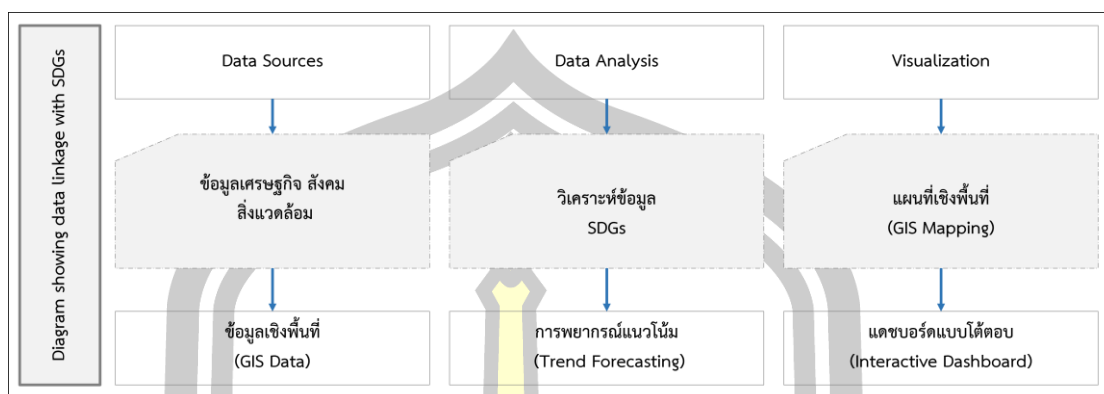 Diagram showing data linkage with SDGs
Data Sources
Data Analysis
Visualization
ข้อมูลเศรษฐกิจ สังคม
สิ่งแวดล้อม
วิเคราะห์ข้อมูล
SDGs
แผนที่เชิงพื้นที่
(GIS Mapping)
ข้อมูลเชิงพื้นที่
(GIS Data)
การพยากรณ์แนวโน้ม
(Trend Forecasting)
แดชบอร์ดแบบโต้ตอบ
(Interactive Dashboard)